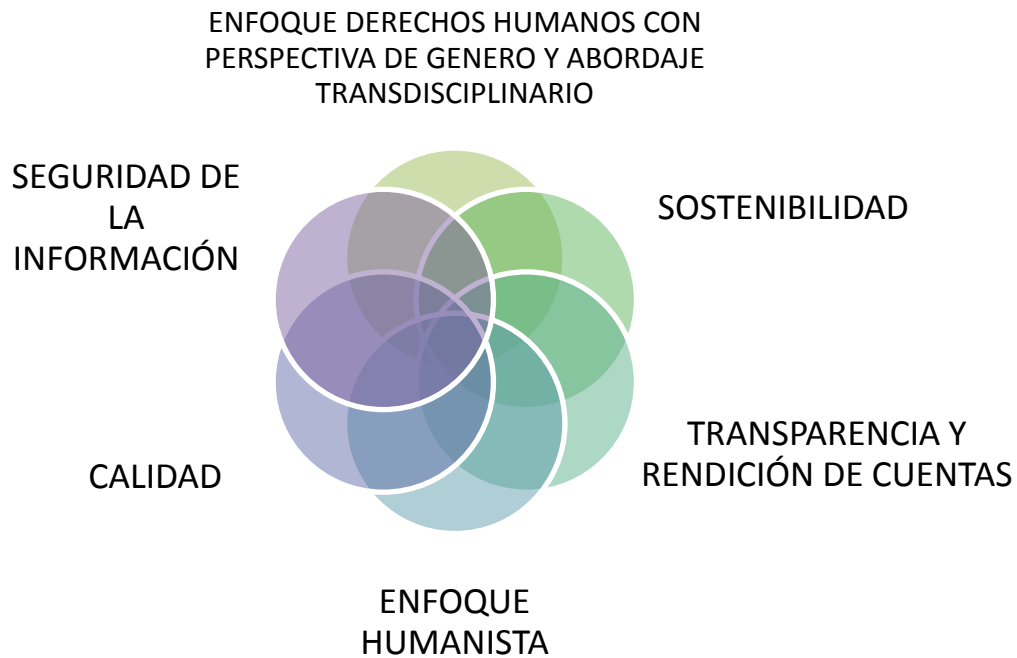 ENFOQUE DERECHOS HUMANOS CON
PERSPECTIVA DE GENERO Y ABORDAJE
TRANSDISCIPLINARIO
SEGURIDAD DE
LA
INFORMACIÓN
SOSTENIBILIDAD
CALIDAD
TRANSPARENCIA Y
RENDICIÓN DE CUENTAS
ENFOQUE
HUMANISTA